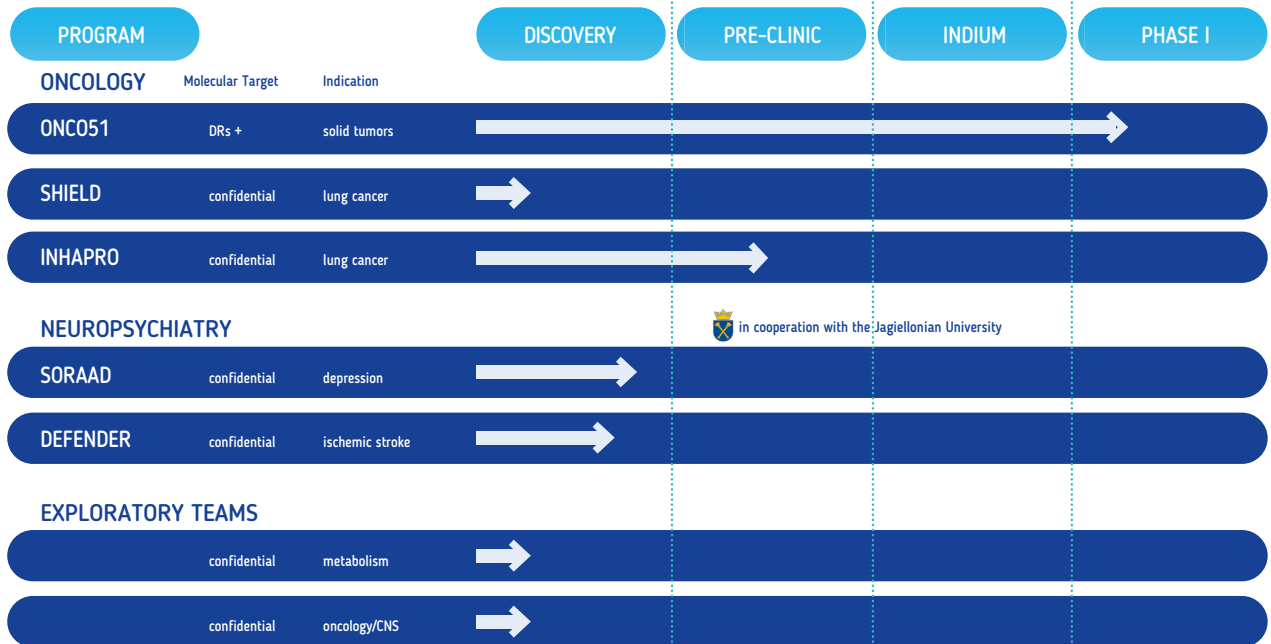 PROGRAM DISCOVERY PRE-CLINIC INDIUM PHASE I
ONCOLOGY Molecular Target Indication
ONCO51 DRs + solid tumors
SHIELD confidential lung cancer
INHAPRO confidential lung cancer
NEUROPSYCHIATRY in cooperation with the Jagiellonian University
SORAAD confidential depression
DEFENDER confidential ischemic stroke
EXPLORATORY TEAMS
confidential metabolism
confidential oncology/CNS